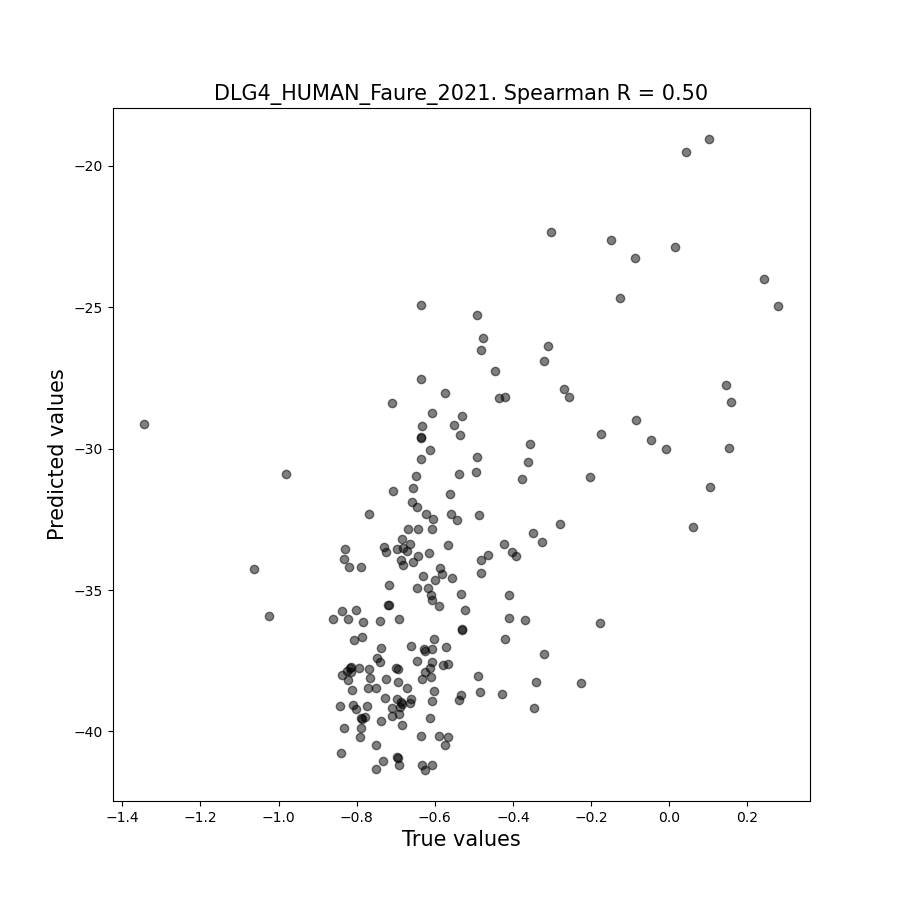 DLG4_HUMAN_Faure_2021. Spearman R = 0.50
Predicted values
−20
−25
−30
−35
−40
−1.4 −1.2 −1.0 −0.8 −0.6 −0.4 −0.2 0.0 0.2
True values